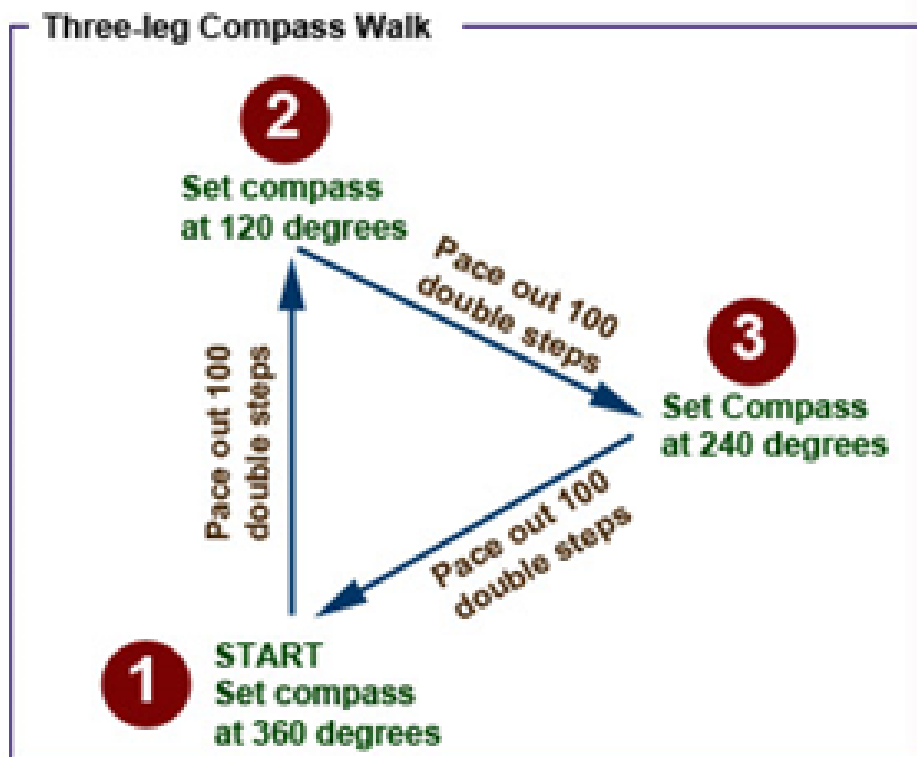 Three-leg Compass Walk
2
Set compass
at 120 degrees
Pace out 100
double steps
3
Set Compass
at 240 degrees
Pace out 100
double steps
Pace out 100
double steps
1
START
Set compass
at 360 degrees